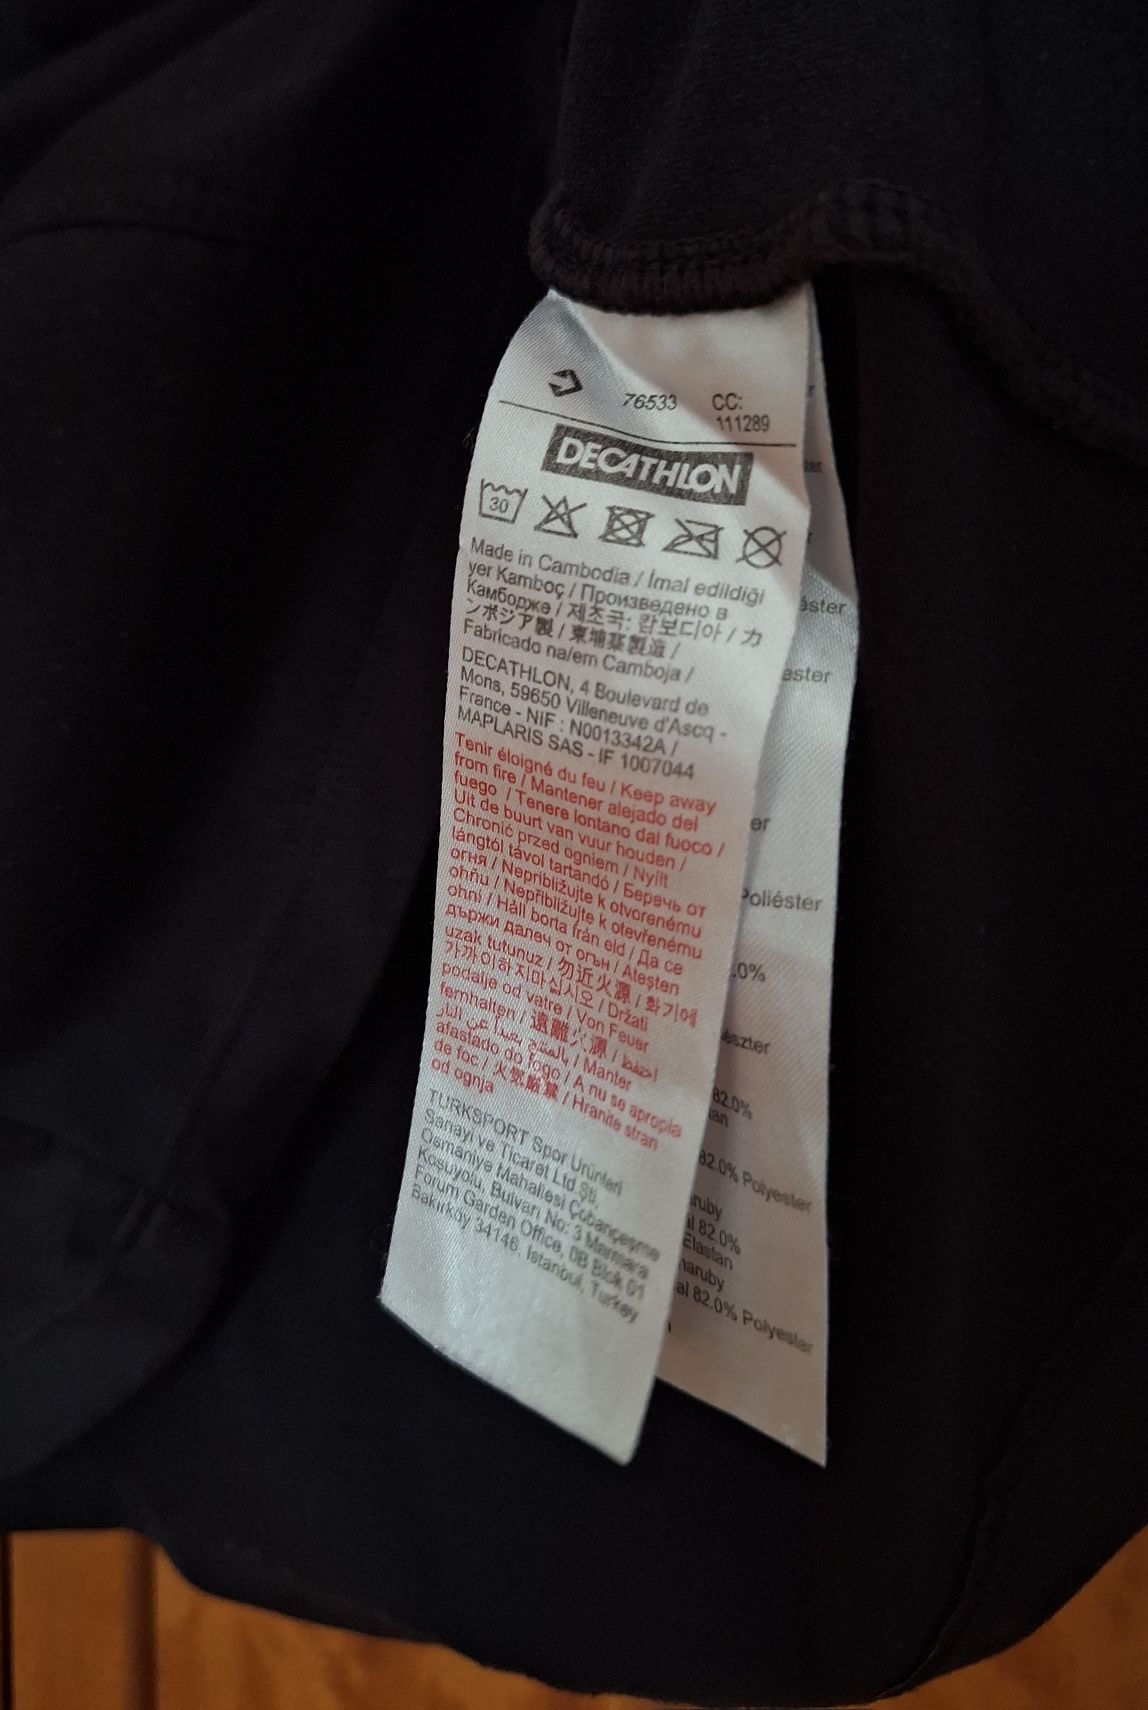 76533 CC:
111289
DECATHLON
30
Made in Cambodia / İmal edildiği
yer Kamboç / Произведено в
Камбодже / 제조국: 캄보디아 / カ
ンボジア製 / 東埔寨製造 /
Fabricado na/em Camboja /
DECATHLON, 4 Boulevard de
Mons, 59650 Villeneuve d'Ascq -
France - NIF : N0013342A /
MAPLARIS SAS - IF 1007044
Tenir éloigné du feu / Keep away
from fire / Mantener alejado del
fuego / Tenere lontano dal fuoco /
Uit de buurt van vuur houden /
Chronić przed ogniem / Nyílt
lángtól távol tartandó / Беречь от
огня / Nepribližujte k otvorenému
ohňu / Nepřibližujte k otevřenému
ohni / Håll borta från eld / Да се
държи далеч от огън / Ateşten
uzak tutunuz / 勿近火源 / 화기에
가까이하지마십시오 / Držati
podalje od vatre / Von Feuer
fernhalten / 遠離火源 / احتفظ
بالمنتج بعيدا عن النار / Manter
afastado do fogo / A nu se apropia
de foc / 火気厳禁 / Hranite stran
od ognja
TURKSPORT Spor Ürünleri
Sanayi ve Ticaret Ltd Şti.
Osmaniye Mahallesi Çobançeşme
Koşuyolu, Bulvarı No: 3 Marmara
Forum Garden Office, 0B Blok 01
Bakırköy 34146, Istanbul, Turkey
Poliéster
.0%
82.0%
82.0% Polyester
82.0%
Elastan
82.0% Polyester